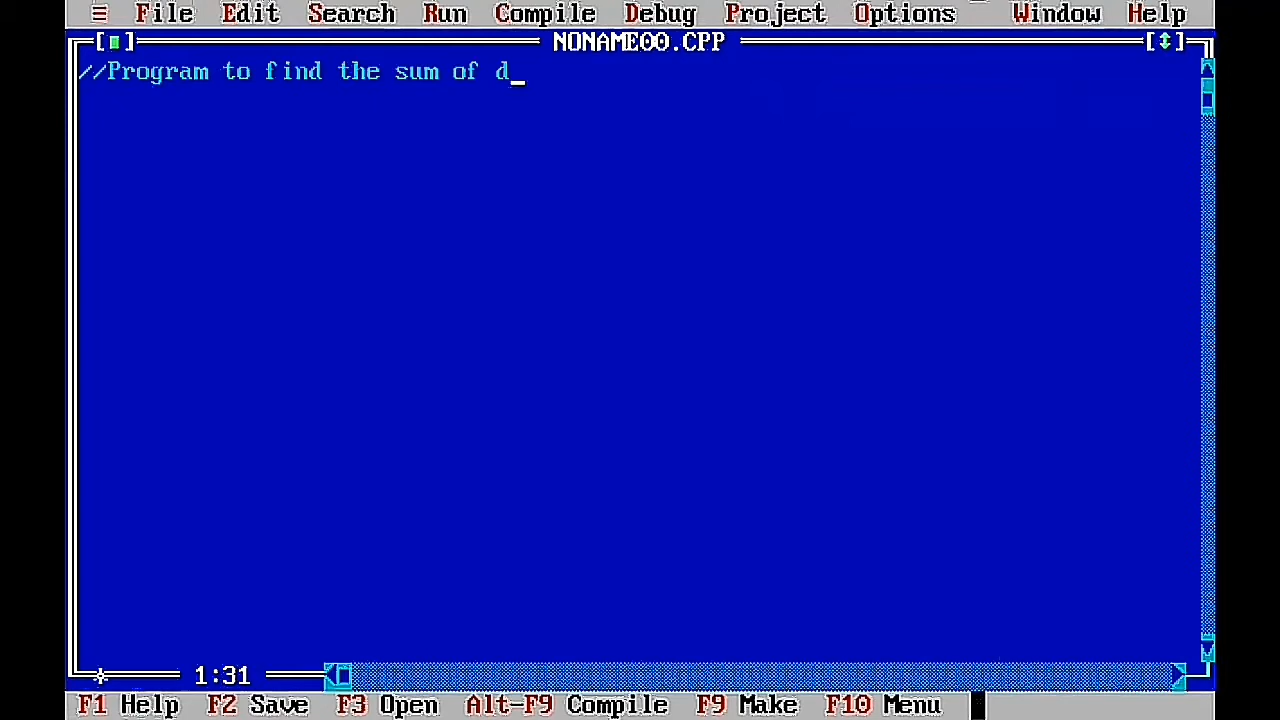 ≡ File Edit Search Run Compile Debug Project Options Window Help
[■] NONAME00.CPP [↕]
//Program to find the sum of d_
1:31
F1 Help F2 Save F3 Open Alt-F9 Compile F9 Make F10 Menu